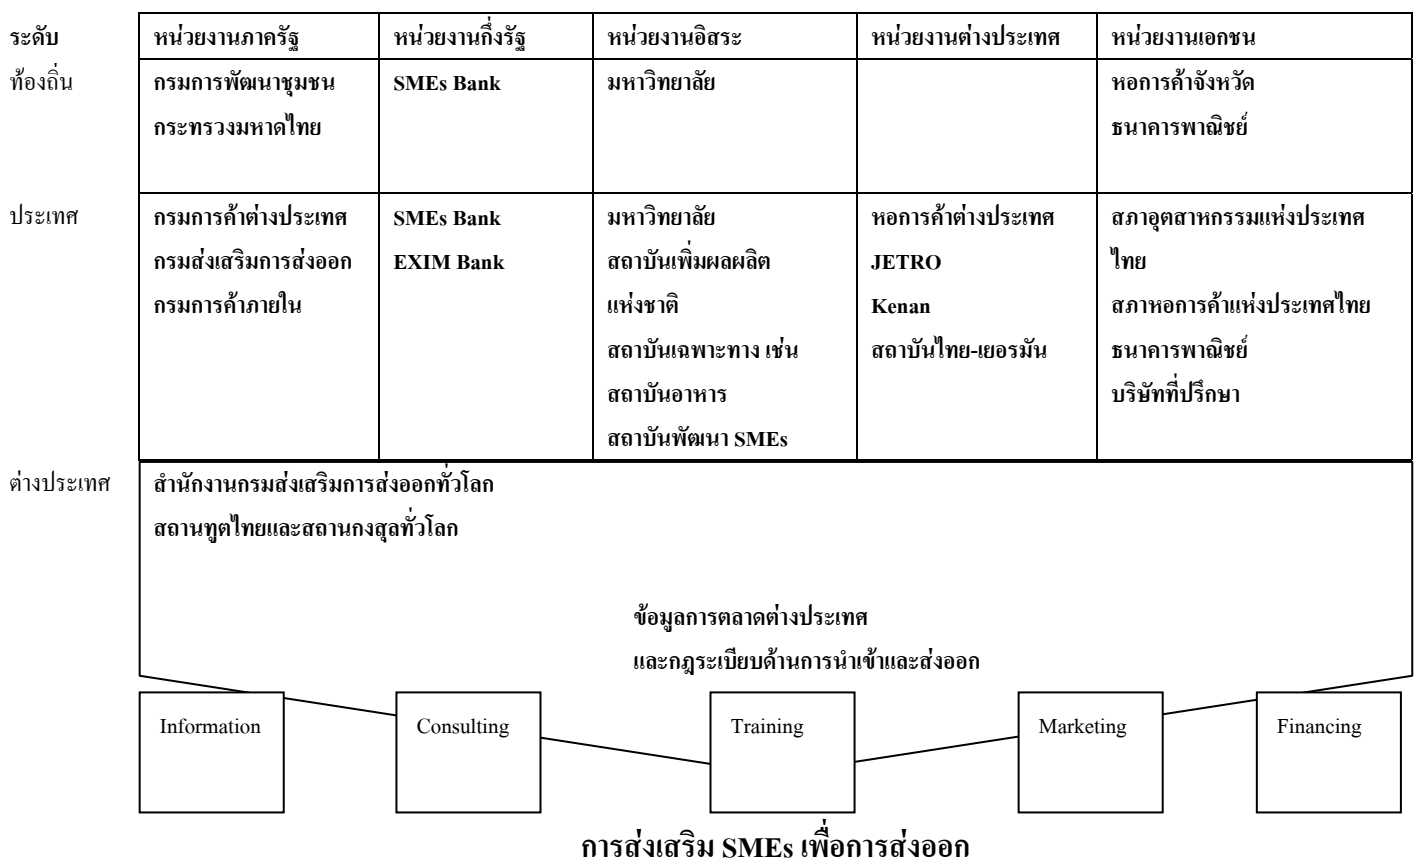 ระดับ หน่วยงานภาครัฐ หน่วยงานกึ่งรัฐ หน่วยงานอิสระ หน่วยงานต่างประเทศ หน่วยงานเอกชน
ท้องถิ่น กรมการพัฒนาชุมชน SMEs Bank มหาวิทยาลัย หอการค้าจังหวัด
กระทรวงมหาดไทย ธนาคารพาณิชย์
ประเทศ กรมการค้าต่างประเทศ SMEs Bank มหาวิทยาลัย หอการค้าต่างประเทศ สภาอุตสาหกรรมแห่งประเทศ
กรมส่งเสริมการส่งออก EXIM Bank สถาบันเพิ่มผลผลิต JETRO ไทย
กรมการค้าภายใน แห่งชาติ Kenan สภาหอการค้าแห่งประเทศไทย
สถาบันเฉพาะทาง เช่น สถาบันไทย-เยอรมัน ธนาคารพาณิชย์
สถาบันอาหาร บริษัทที่ปรึกษา
สถาบันพัฒนา SMEs
ต่างประเทศ สำนักงานกรมส่งเสริมการส่งออกทั่วโลก
สถานทูตไทยและสถานกงสุลทั่วโลก
ข้อมูลการตลาดต่างประเทศ
และกฎระเบียบด้านการนำเข้าและส่งออก
Information Consulting Training Marketing Financing
การส่งเสริม SMEs เพื่อการส่งออก